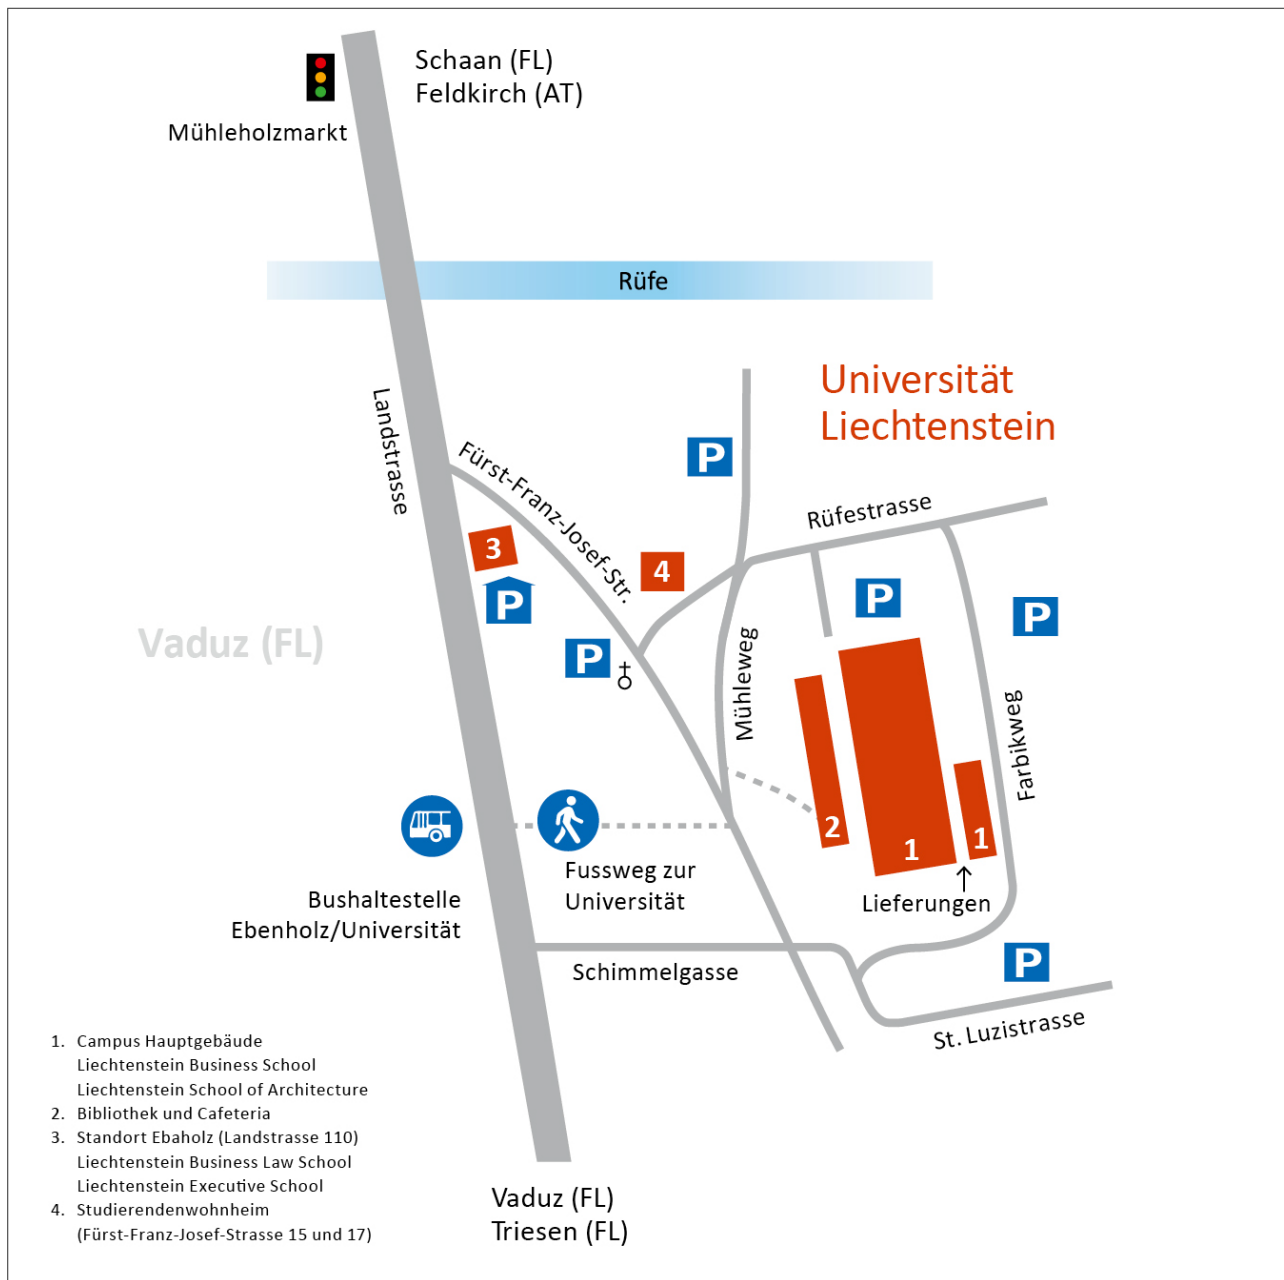 Schaan (FL)
Feldkirch (AT)
Mühleholzmarkt
Rüfe
Universität
Liechtenstein
Landstrasse
Fürst-Franz-Josef-Str.
P
Rüfestrasse
3
4
P
P
P
P
Vaduz (FL)
Mühleweg
Farbikweg
2
1
1
Fussweg zur
Universität
Bushaltestelle
Ebenholz/Universität
Lieferungen
Schimmelgasse
P
St. Luzistrasse
1. Campus Hauptgebäude
Liechtenstein Business School
Liechtenstein School of Architecture
2. Bibliothek und Cafeteria
3. Standort Ebaholz (Landstrasse 110)
Liechtenstein Business Law School
Liechtenstein Executive School
4. Studierendenwohnheim
(Fürst-Franz-Josef-Strasse 15 und 17)
Vaduz (FL)
Triesen (FL)